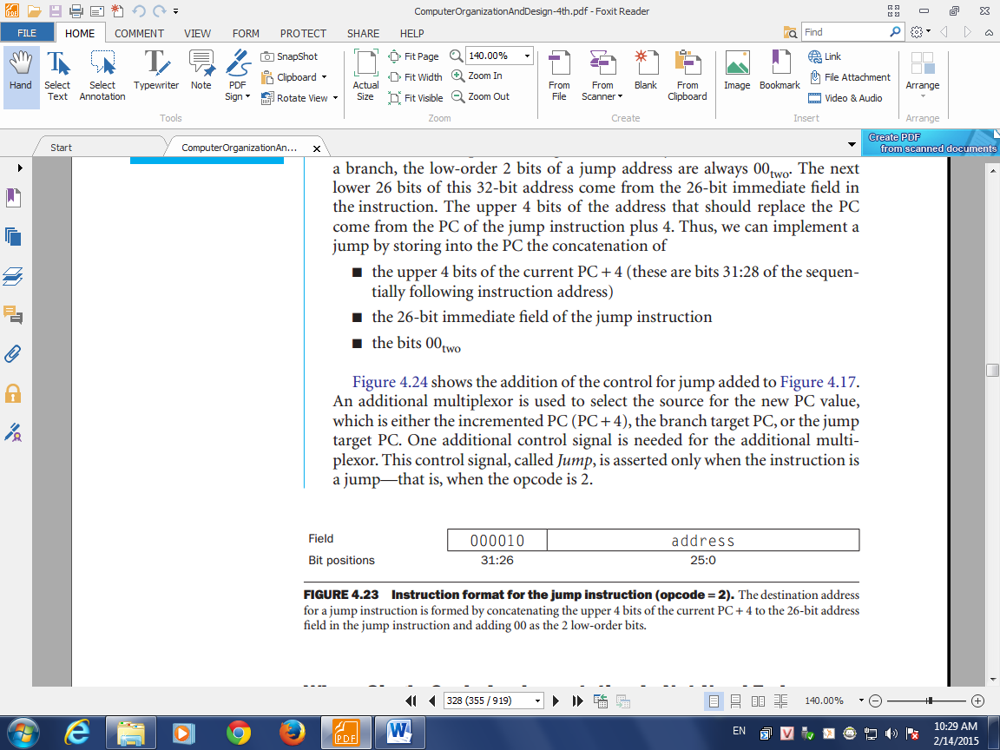 ComputerOrganizationAndDesign-4th.pdf - Foxit Reader
FILE HOME COMMENT VIEW FORM PROTECT SHARE HELP Find
Hand
Select Text
Select Annotation
Typewriter
Note
PDF Sign
SnapShot
Clipboard
Rotate View
Tools
Actual Size
Fit Page
Fit Width
Fit Visible
140.00%
Zoom In
Zoom Out
Zoom
From File
From Scanner
Blank
From Clipboard
Create
Image
Bookmark
Link
File Attachment
Video & Audio
Insert
Arrange
Arrange
Start
ComputerOrganizationAn...
Create PDF
from scanned documents
a branch, the low-order 2 bits of a jump address are always 00two. The next
lower 26 bits of this 32-bit address come from the 26-bit immediate field in
the instruction. The upper 4 bits of the address that should replace the PC
come from the PC of the jump instruction plus 4. Thus, we can implement a
jump by storing into the PC the concatenation of
■ the upper 4 bits of the current PC + 4 (these are bits 31:28 of the sequen-
tially following instruction address)
■ the 26-bit immediate field of the jump instruction
■ the bits 00two
Figure 4.24 shows the addition of the control for jump added to Figure 4.17.
An additional multiplexor is used to select the source for the new PC value,
which is either the incremented PC (PC + 4), the branch target PC, or the jump
target PC. One additional control signal is needed for the additional multi-
plexor. This control signal, called Jump, is asserted only when the instruction is
a jump—that is, when the opcode is 2.
Field 000010 address
Bit positions 31:26 25:0
FIGURE 4.23 Instruction format for the jump instruction (opcode = 2). The destination address
for a jump instruction is formed by concatenating the upper 4 bits of the current PC + 4 to the 26-bit address
field in the jump instruction and adding 00 as the 2 low-order bits.
328 (355 / 919)
140.00%
EN
10:29 AM
2/14/2015